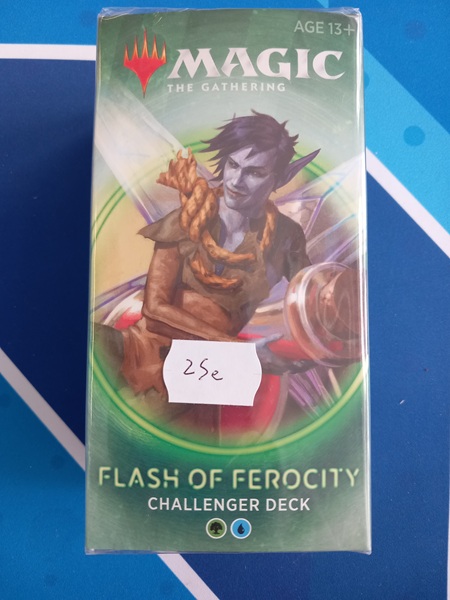 AGE 13+
MAGIC
THE GATHERING
25e
FLASH OF FEROCITY
CHALLENGER DECK